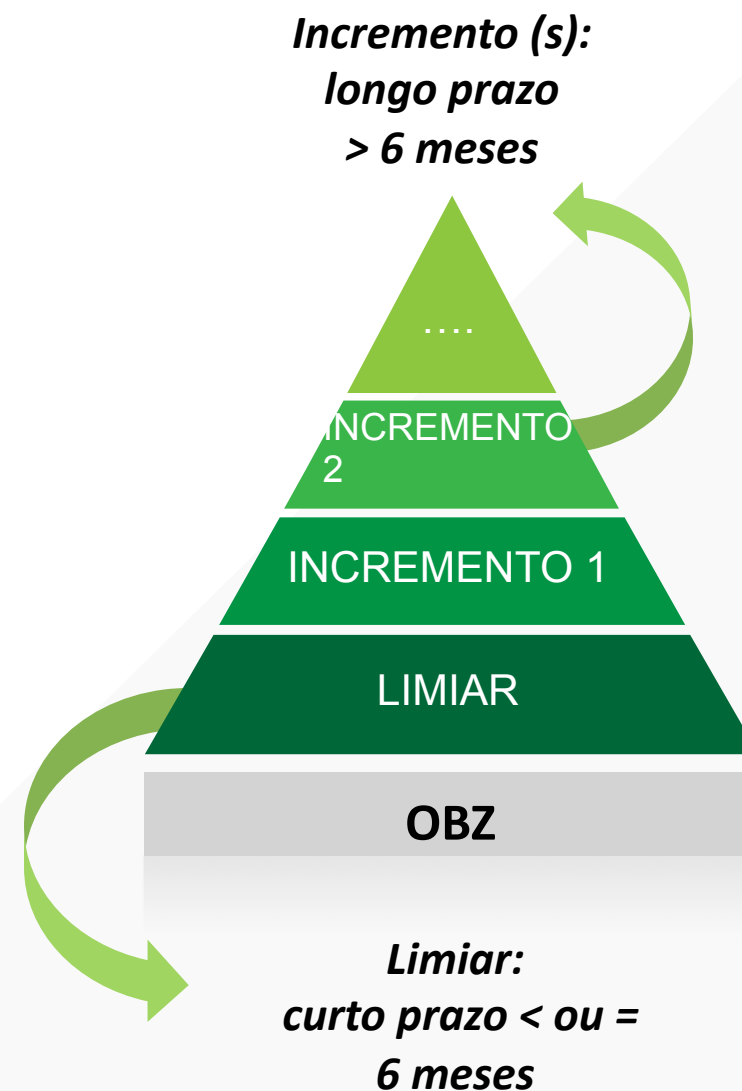 Incremento (s):
longo prazo
> 6 meses
....
INCREMENTO
2
INCREMENTO 1
LIMIAR
OBZ
Limiar:
curto prazo < ou =
6 meses